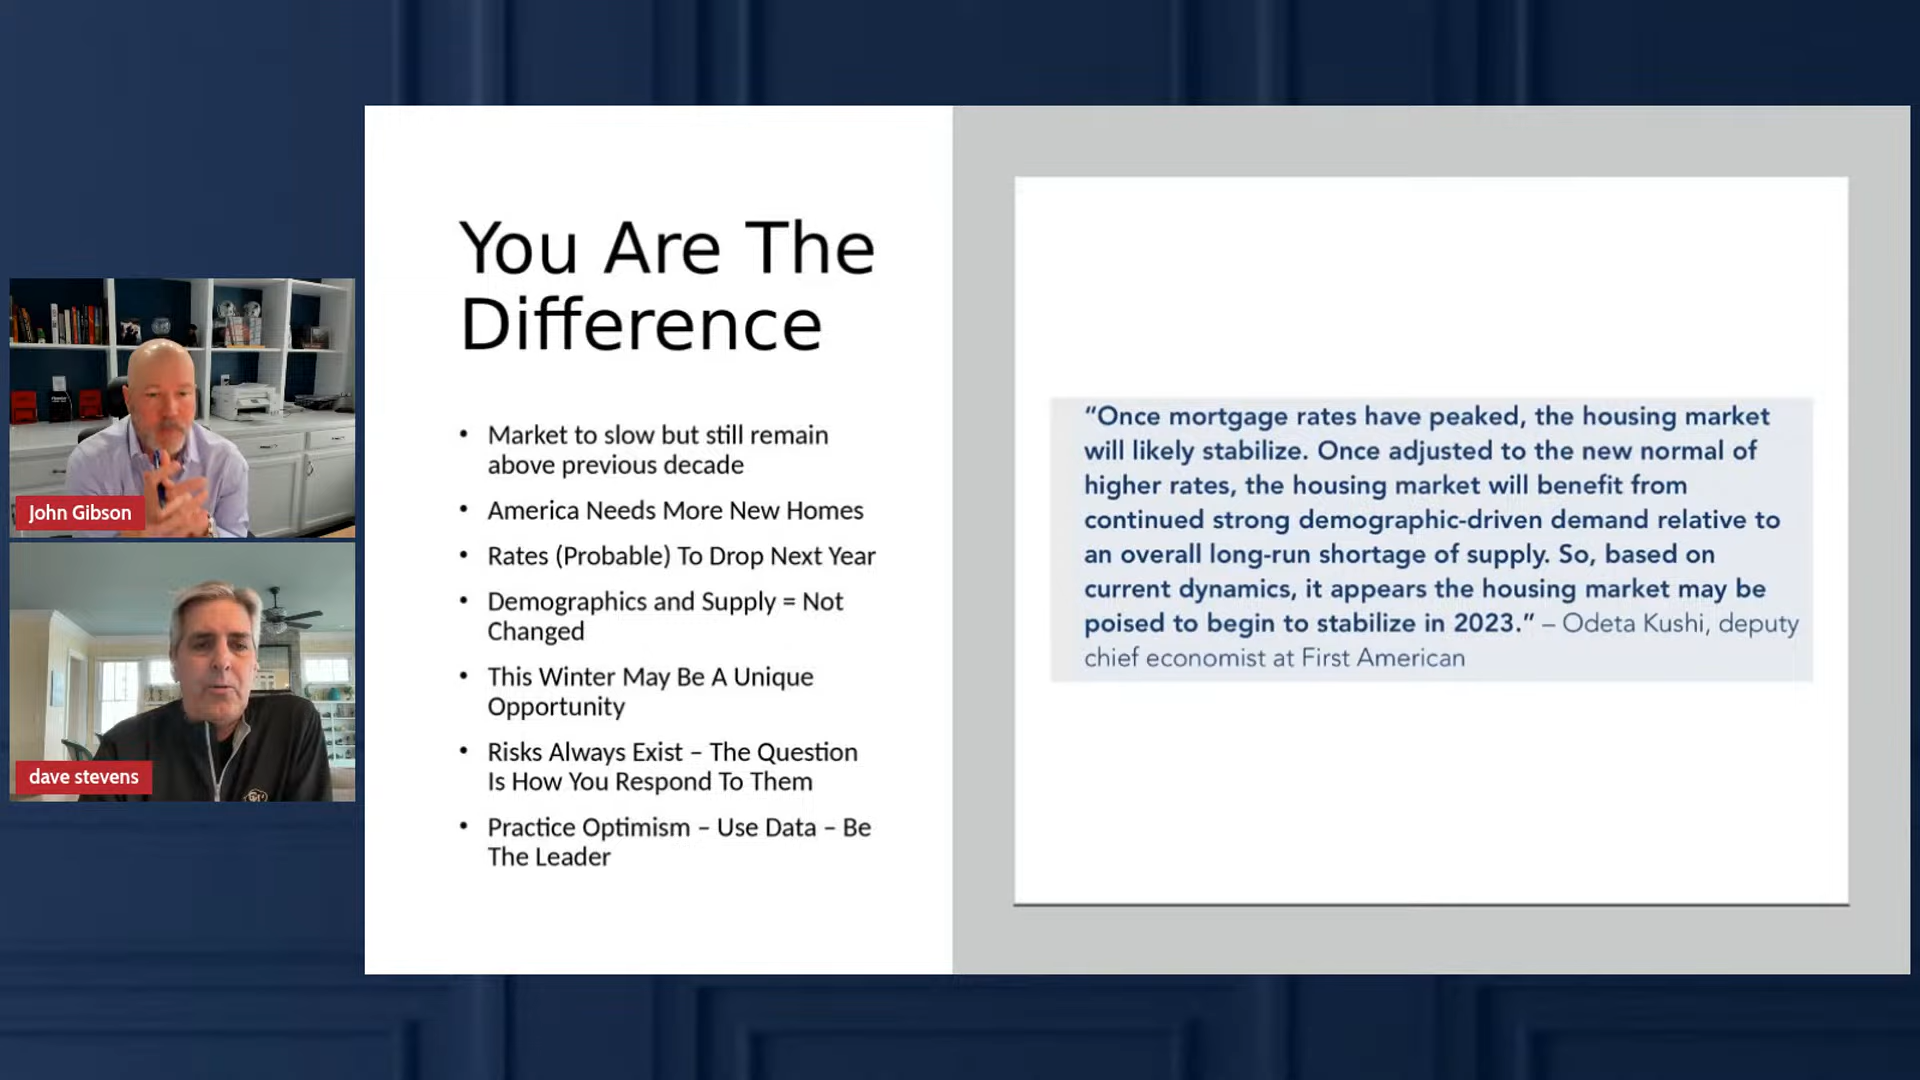 You Are The
Difference
• Market to slow but still remain
above previous decade
• America Needs More New Homes
• Rates (Probable) To Drop Next Year
• Demographics and Supply = Not
Changed
• This Winter May Be A Unique
Opportunity
• Risks Always Exist – The Question
Is How You Respond To Them
• Practice Optimism – Use Data – Be
The Leader
“Once mortgage rates have peaked, the housing market
will likely stabilize. Once adjusted to the new normal of
higher rates, the housing market will benefit from
continued strong demographic-driven demand relative to
an overall long-run shortage of supply. So, based on
current dynamics, it appears the housing market may be
poised to begin to stabilize in 2023.” – Odeta Kushi, deputy
chief economist at First American
John Gibson
dave stevens